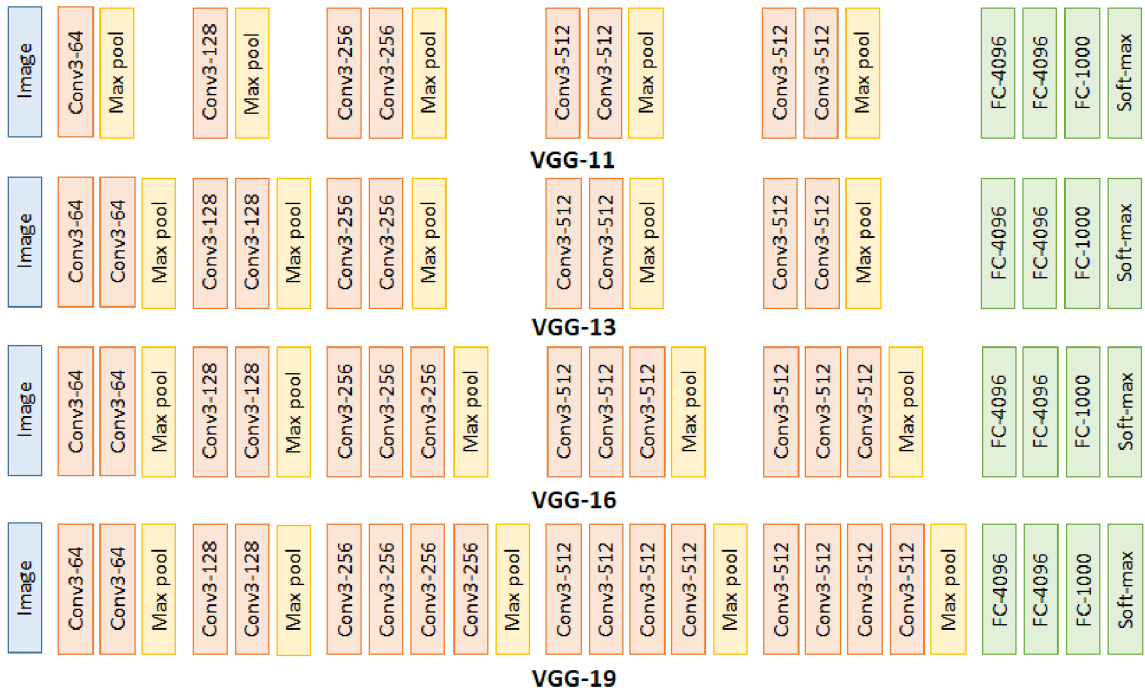 Image
Conv3-64
Max pool
Conv3-128
Max pool
Conv3-256
Conv3-256
Max pool
Conv3-512
Conv3-512
Max pool
Conv3-512
Conv3-512
Max pool
FC-4096
FC-4096
FC-1000
Soft-max
VGG-11
Image
Conv3-64
Conv3-64
Max pool
Conv3-128
Conv3-128
Max pool
Conv3-256
Conv3-256
Max pool
Conv3-512
Conv3-512
Max pool
Conv3-512
Conv3-512
Max pool
FC-4096
FC-4096
FC-1000
Soft-max
VGG-13
Image
Conv3-64
Conv3-64
Max pool
Conv3-128
Conv3-128
Max pool
Conv3-256
Conv3-256
Conv3-256
Max pool
Conv3-512
Conv3-512
Conv3-512
Max pool
Conv3-512
Conv3-512
Conv3-512
Max pool
FC-4096
FC-4096
FC-1000
Soft-max
VGG-16
Image
Conv3-64
Conv3-64
Max pool
Conv3-128
Conv3-128
Max pool
Conv3-256
Conv3-256
Conv3-256
Conv3-256
Max pool
Conv3-512
Conv3-512
Conv3-512
Conv3-512
Max pool
Conv3-512
Conv3-512
Conv3-512
Conv3-512
Max pool
FC-4096
FC-4096
FC-1000
Soft-max
VGG-19